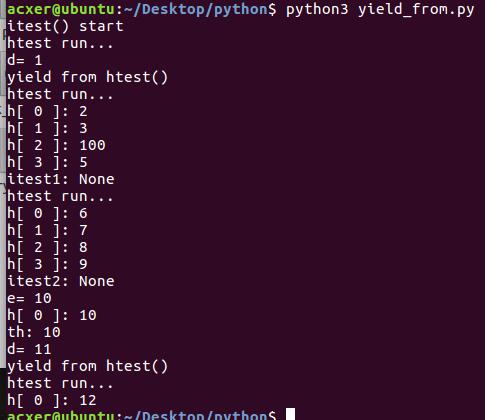 acxer@ubuntu:~/Desktop/python$ python3 yield_from.py
itest() start
htest run...
d= 1
yield from htest()
htest run...
h[ 0 ]: 2
h[ 1 ]: 3
h[ 2 ]: 100
h[ 3 ]: 5
itest1: None
htest run...
h[ 0 ]: 6
h[ 1 ]: 7
h[ 2 ]: 8
h[ 3 ]: 9
itest2: None
e= 10
h[ 0 ]: 10
th: 10
d= 11
yield from htest()
htest run...
h[ 0 ]: 12
acxer@ubuntu:~/Desktop/python$